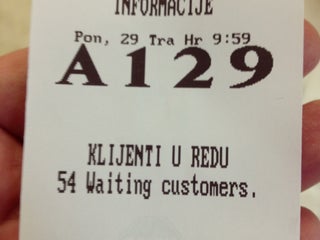 INFORMACIJE
Pon, 29 Tra Hr 9:59
A129
KLIJENTI U REDU
54 Waiting customers.